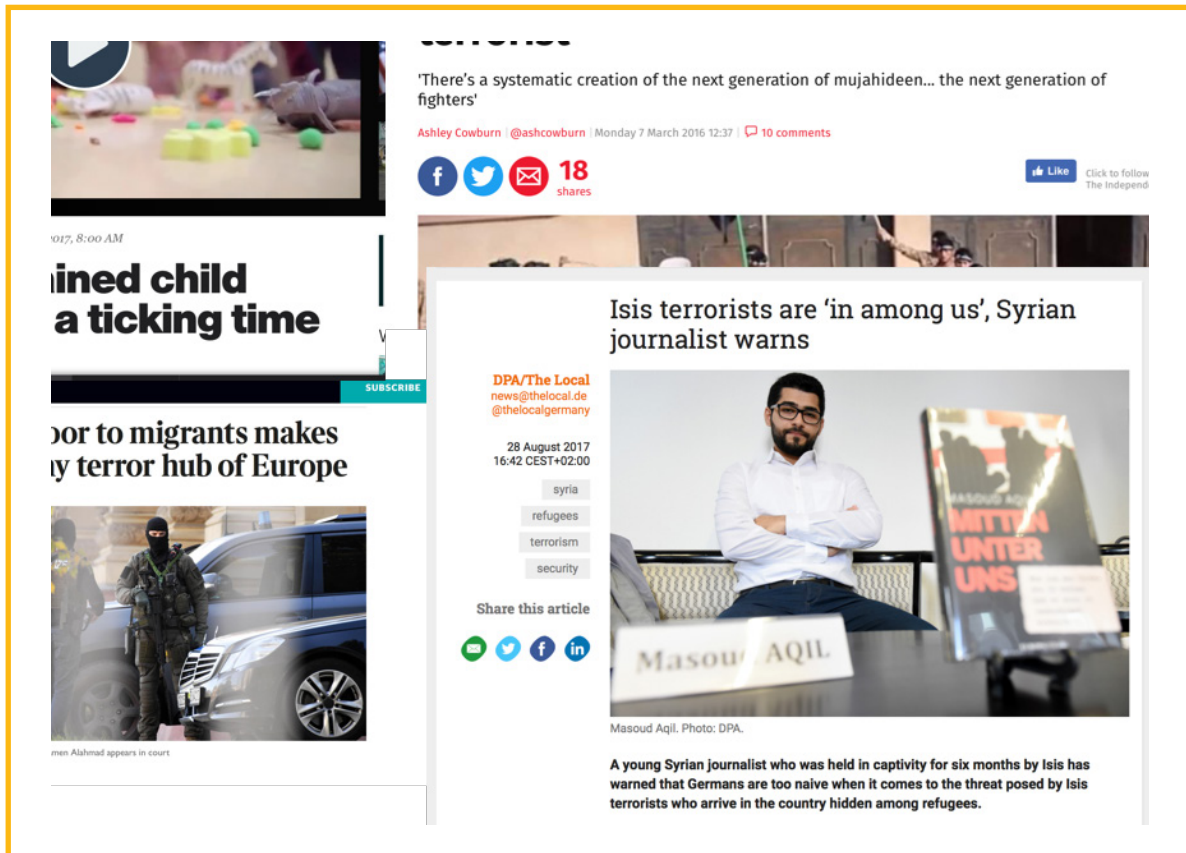 terrorist
'There's a systematic creation of the next generation of mujahideen... the next generation of
fighters'
Ashley Cowburn | @ashcowburn | Monday 7 March 2016 12:37 | 10 comments
f
18
shares
Like
Click to follow
The Independe
2017, 8:00 AM
ined child
a ticking time
W
SUBSCRIBE
oor to migrants makes
y terror hub of Europe
men Alahmad appears in court
Isis terrorists are ‘in among us’, Syrian
journalist warns
DPA/The Local
news@thelocal.de
@thelocalgermany
28 August 2017
16:42 CEST+02:00
syria
refugees
terrorism
security
Share this article
f
in
MASOUD AQIL
MITTEN
UNTER
UNS
Masoud AQIL
Masoud Aqil. Photo: DPA.
A young Syrian journalist who was held in captivity for six months by Isis has
warned that Germans are too naive when it comes to the threat posed by Isis
terrorists who arrive in the country hidden among refugees.